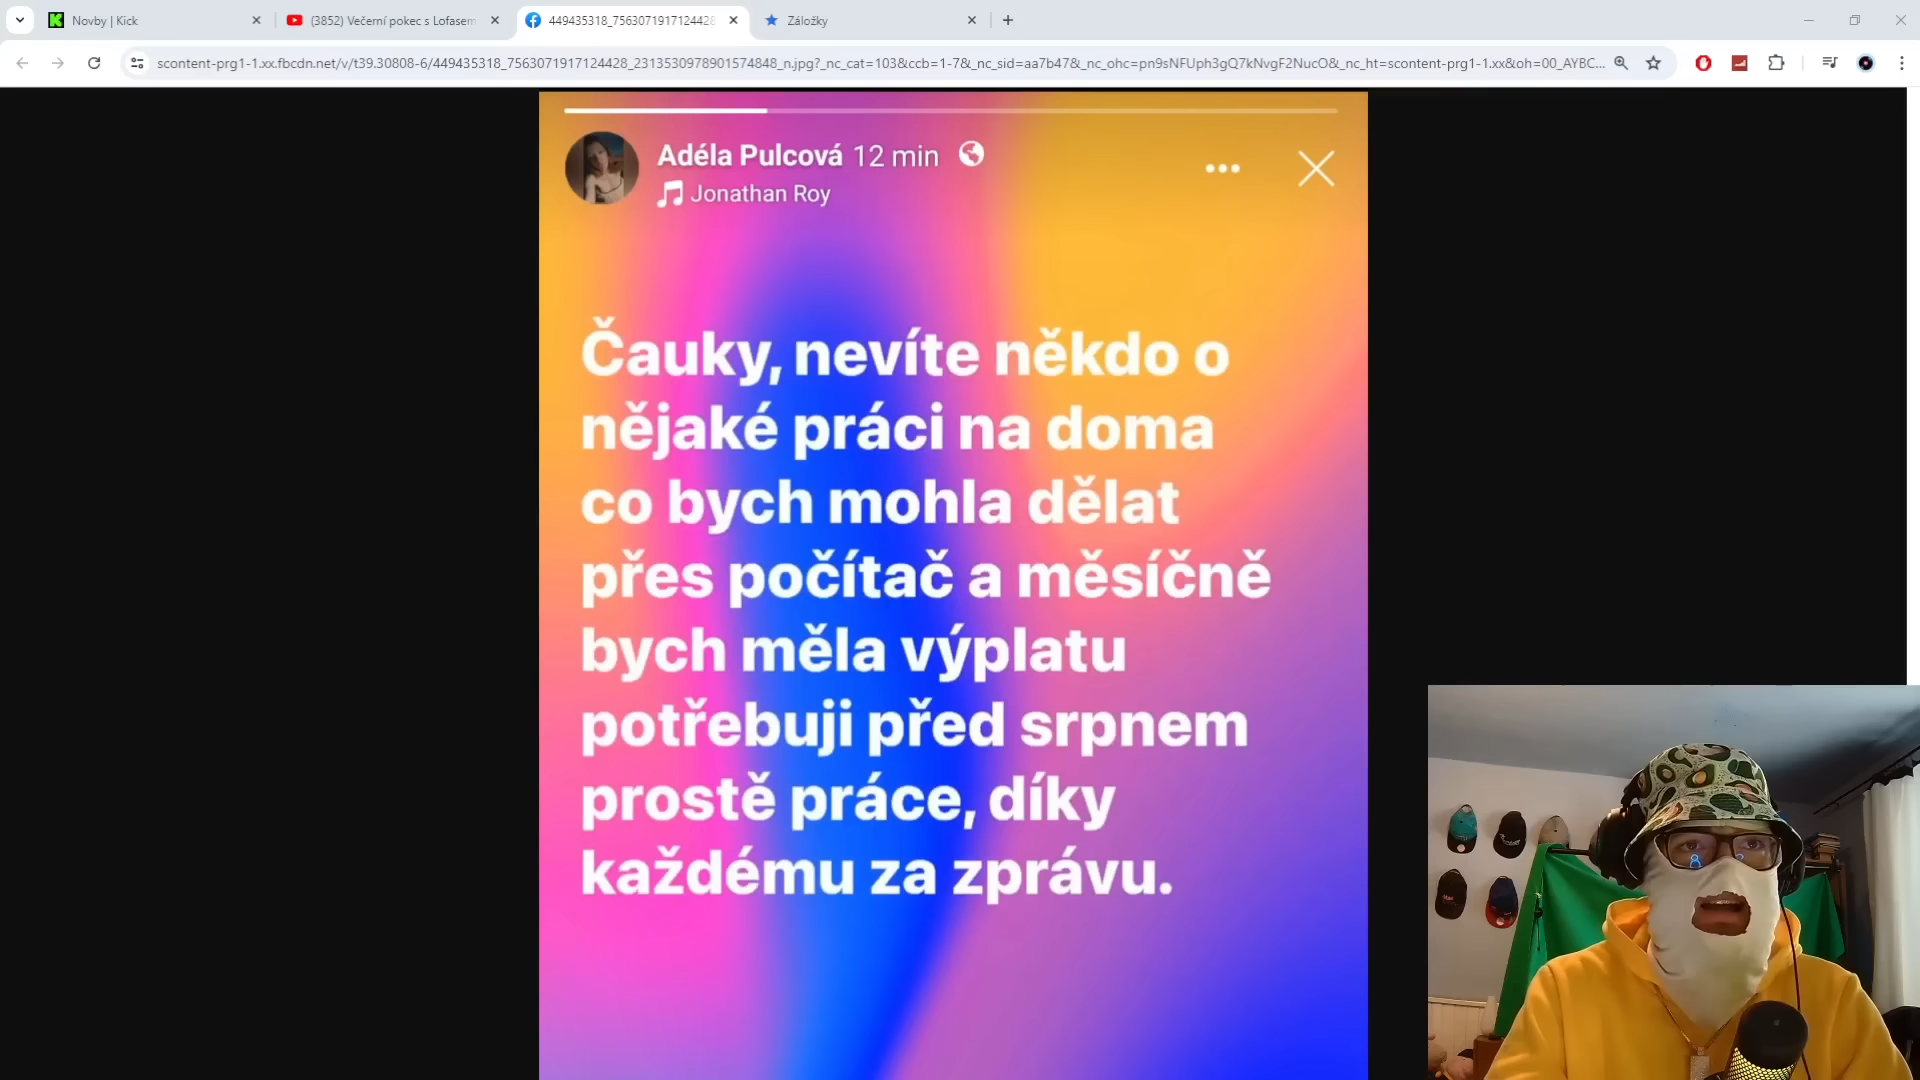 Novby | Kick
(3852) Večerní pokec s Lofasem
449435318_7563071917124428
Záložky
scontent-prg1-1.xx.fbcdn.net/v/t39.30808-6/449435318_7563071917124428_2313530978901574848_n.jpg?_nc_cat=103&ccb=1-7&_nc_sid=aa7b47&_nc_ohc=pn9sNFUph3gQ7kNvgF2NucO&_nc_ht=scontent-prg1-1.xx&oh=00_AYBC...
Adéla Pulcová 12 min
Jonathan Roy
Čauky, nevíte někdo o
nějaké práci na doma
co bych mohla dělat
přes počítač a měsíčně
bych měla výplatu
potřebuji před srpnem
prostě práce, díky
každému za zprávu.